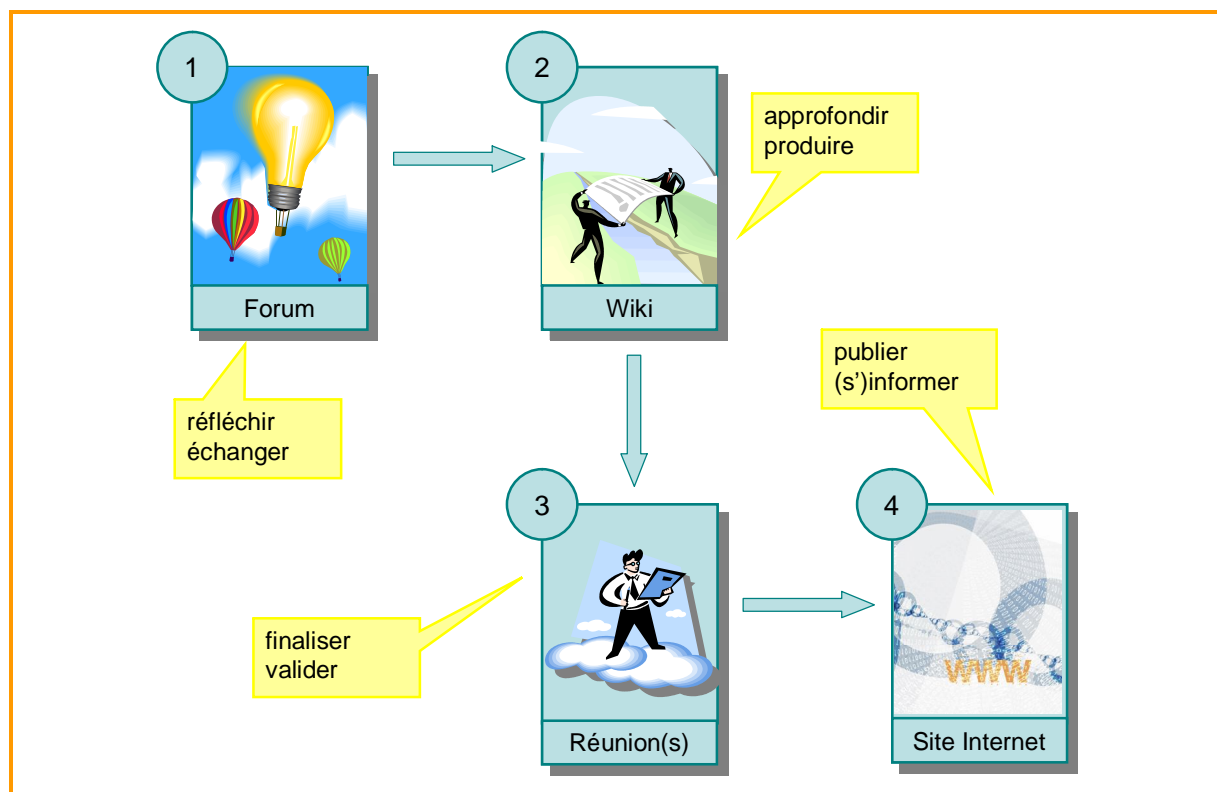 1
Forum
réfléchir
échanger
2
Wiki
approfondir
produire
3
Réunion(s)
finaliser
valider
4
Site Internet
publier
(s’)informer
www